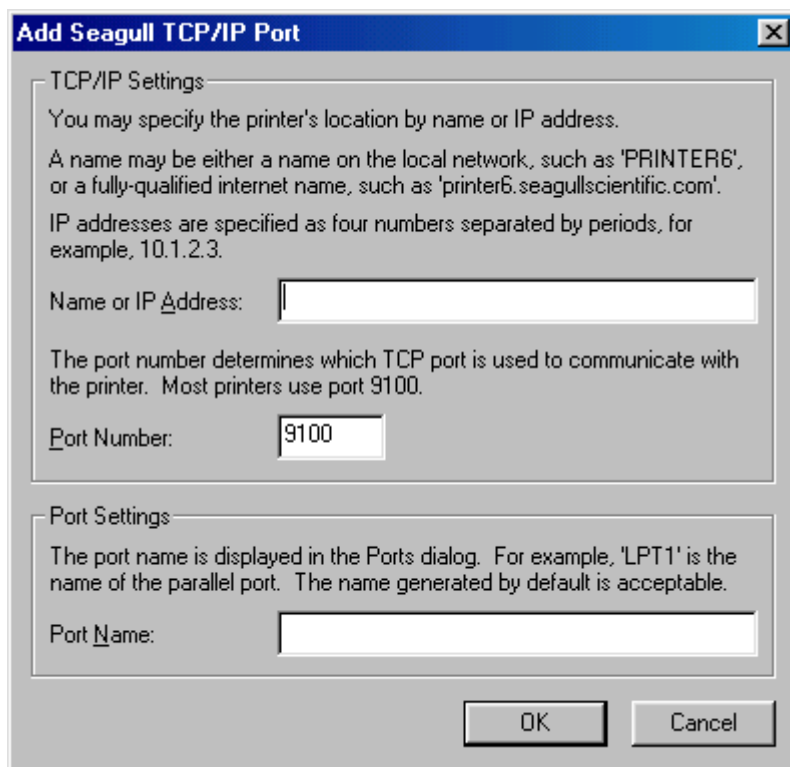 Add Seagull TCP/IP Port
TCP/IP Settings
You may specify the printer's location by name or IP address.
A name may be either a name on the local network, such as 'PRINTER6',
or a fully-qualified internet name, such as 'printer6.seagullscientific.com'.
IP addresses are specified as four numbers separated by periods, for
example, 10.1.2.3.
Name or IP Address:
The port number determines which TCP port is used to communicate with
the printer.  Most printers use port 9100.
Port Number: 9100
Port Settings
The port name is displayed in the Ports dialog.  For example, 'LPT1' is the
name of the parallel port.  The name generated by default is acceptable.
Port Name:
OK Cancel